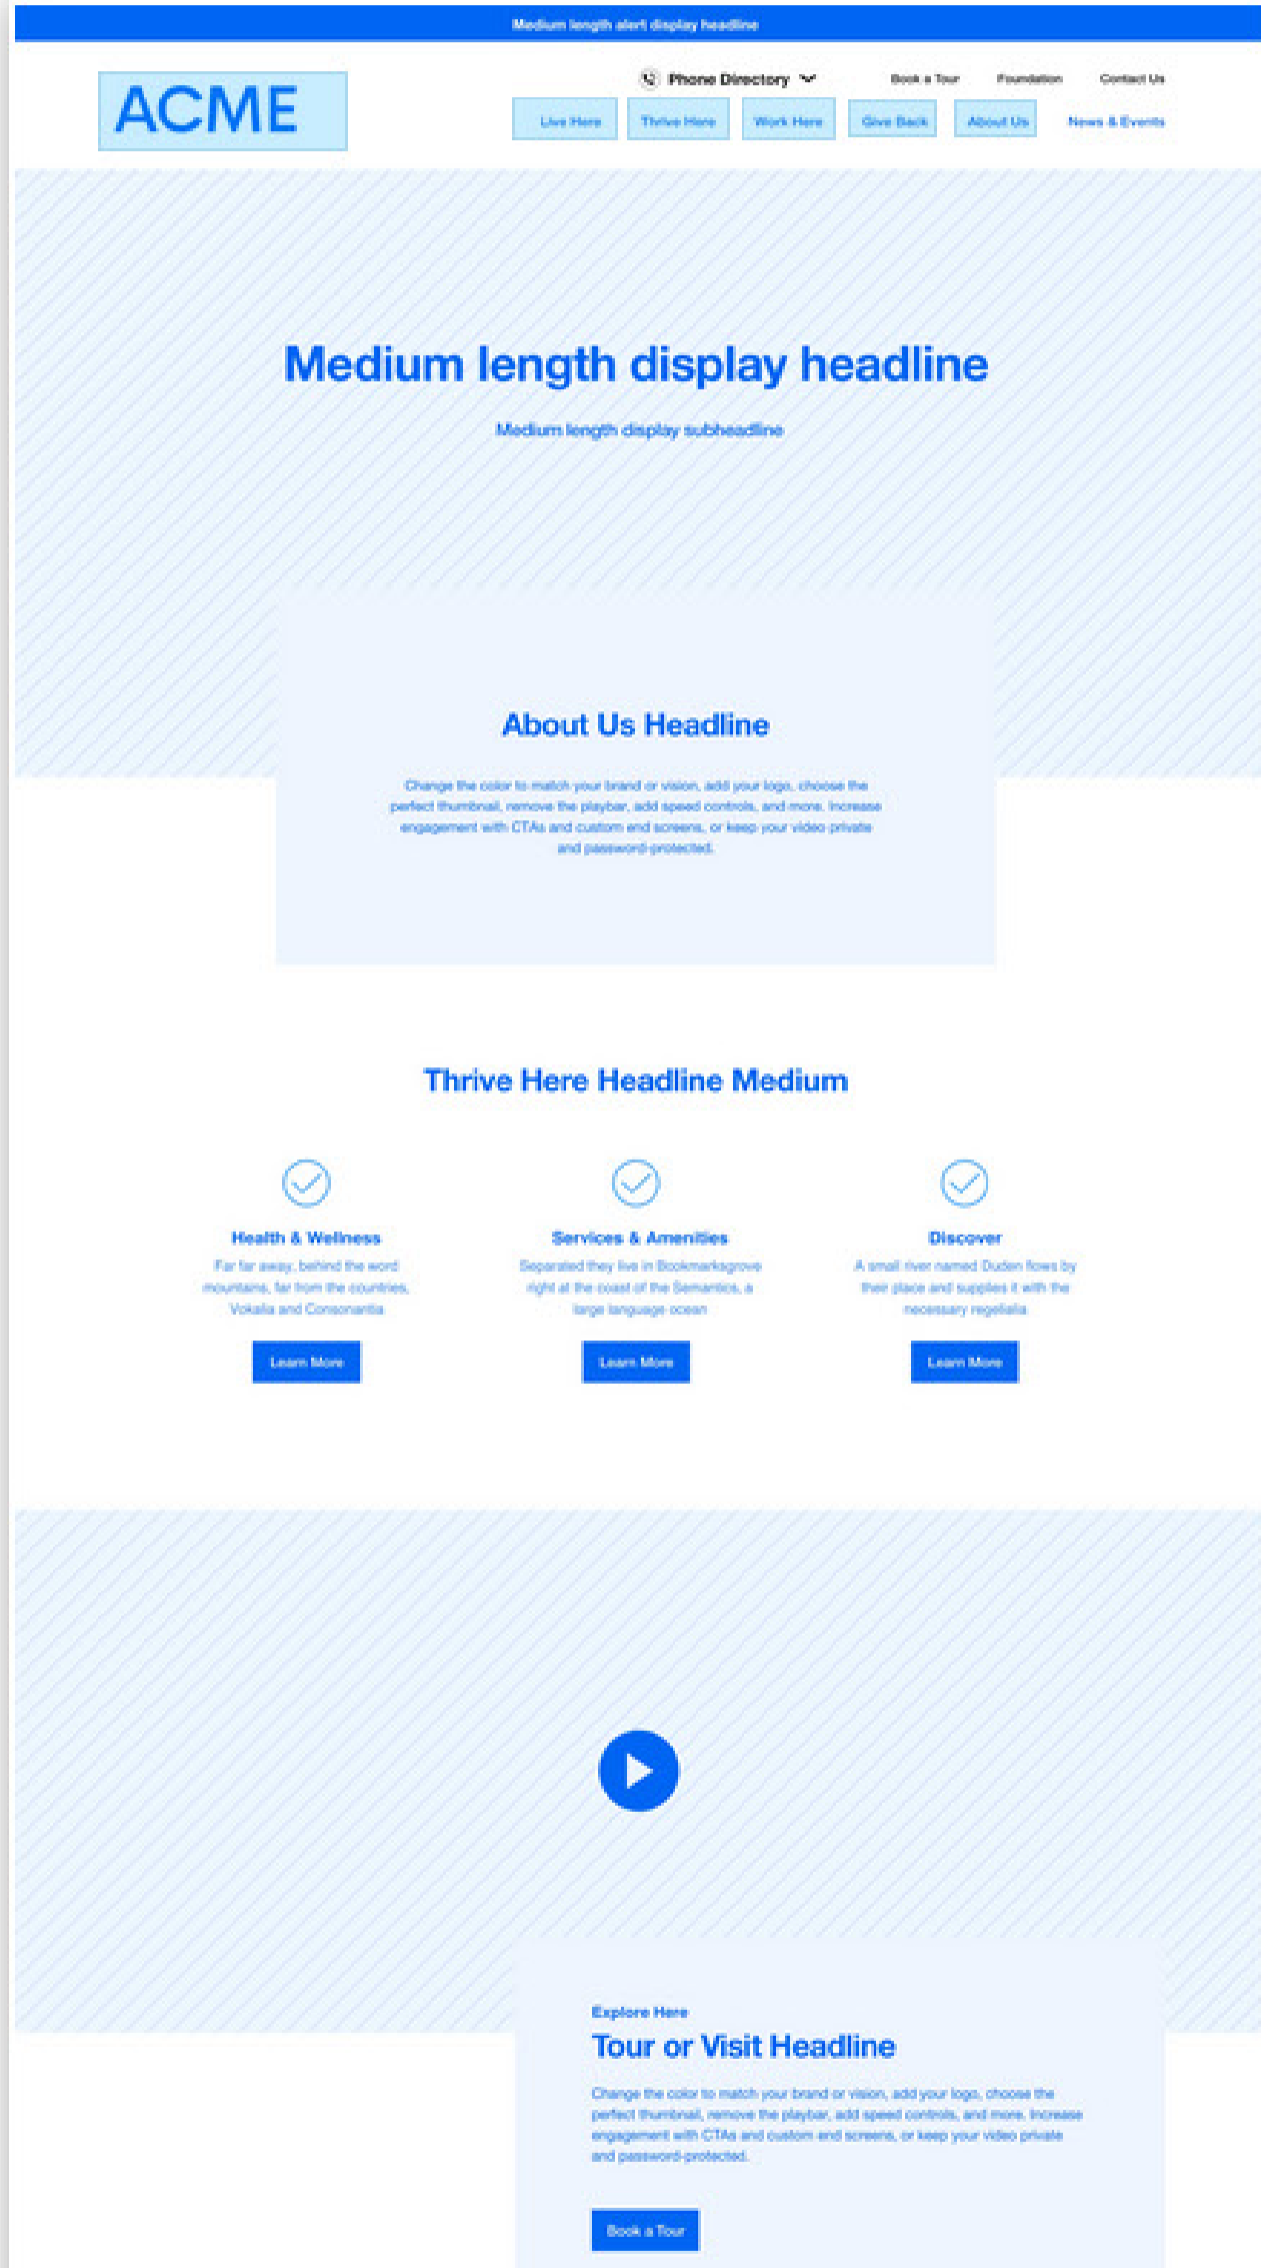 Medium length alert display headline
ACME
Phone Directory
Book a Tour
Foundation
Contact Us
Live Here
Thrive Here
Work Here
Give Back
About Us
News & Events
Medium length display headline
Medium length display subheadline
About Us Headline
Change the color to match your brand or vision, add your logo, choose the
perfect thumbnail, remove the playbar, add speed controls, and more. Increase
engagement with CTAs and custom end screens, or keep your video private
and password-protected.
Thrive Here Headline Medium
Health & Wellness
Far far away, behind the word
mountains, far from the countries,
Vokalia and Consonantia
Learn More
Services & Amenities
Separated they live in Bookmarksgrove
right at the coast of the Semantics, a
large language ocean
Learn More
Discover
A small river named Duden flows by
their place and supplies it with the
necessary regelialia
Learn More
Explore Here
Tour or Visit Headline
Change the color to match your brand or vision, add your logo, choose the
perfect thumbnail, remove the playbar, add speed controls, and more. Increase
engagement with CTAs and custom end screens, or keep your video private
and password-protected.
Book a Tour